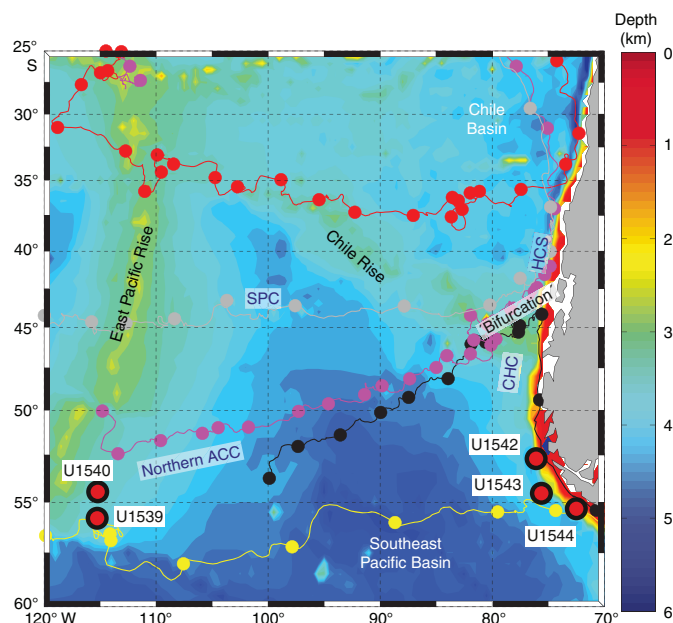 Depth
(km)
25°
S
0
Chile
Basin
30°
1
35°
2
40°
HCS
East Pacific Rise
Chile Rise
SPC
3
Bifurcation
45°
CHC
4
50°
U1542
Northern ACC
U1540
U1543
5
55°
U1539
U1544
Southeast
Pacific Basin
60°
6
120 W
110°
100°
90°
80°
70°